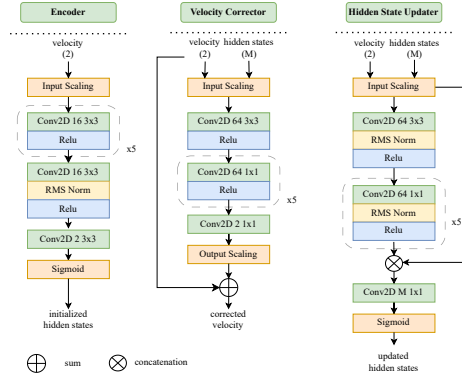 Encoder
velocity
(2)
Input Scaling
Conv2D 16 3x3
Relu
x5
Conv2D 16 3x3
RMS Norm
Relu
Conv2D 2 3x3
Sigmoid
initialized
hidden states
Velocity Corrector
velocity hidden states
(2) (M)
Input Scaling
Conv2D 64 3x3
Relu
Conv2D 64 1x1
Relu
x5
Conv2D 2 1x1
Output Scaling
corrected
velocity
Hidden State Updater
velocity hidden states
(2) (M)
Input Scaling
Conv2D 64 3x3
RMS Norm
Relu
Conv2D 64 1x1
RMS Norm
Relu
x5
Conv2D M 1x1
Sigmoid
updated
hidden states
sum
concatenation